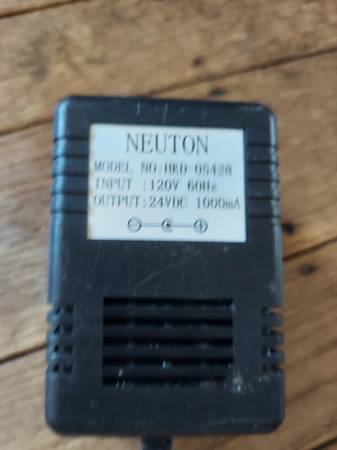 NEUTON
MODEL NO.:HKD-05428
INPUT :120V 60Hz
OUTPUT:24VDC 1000mA